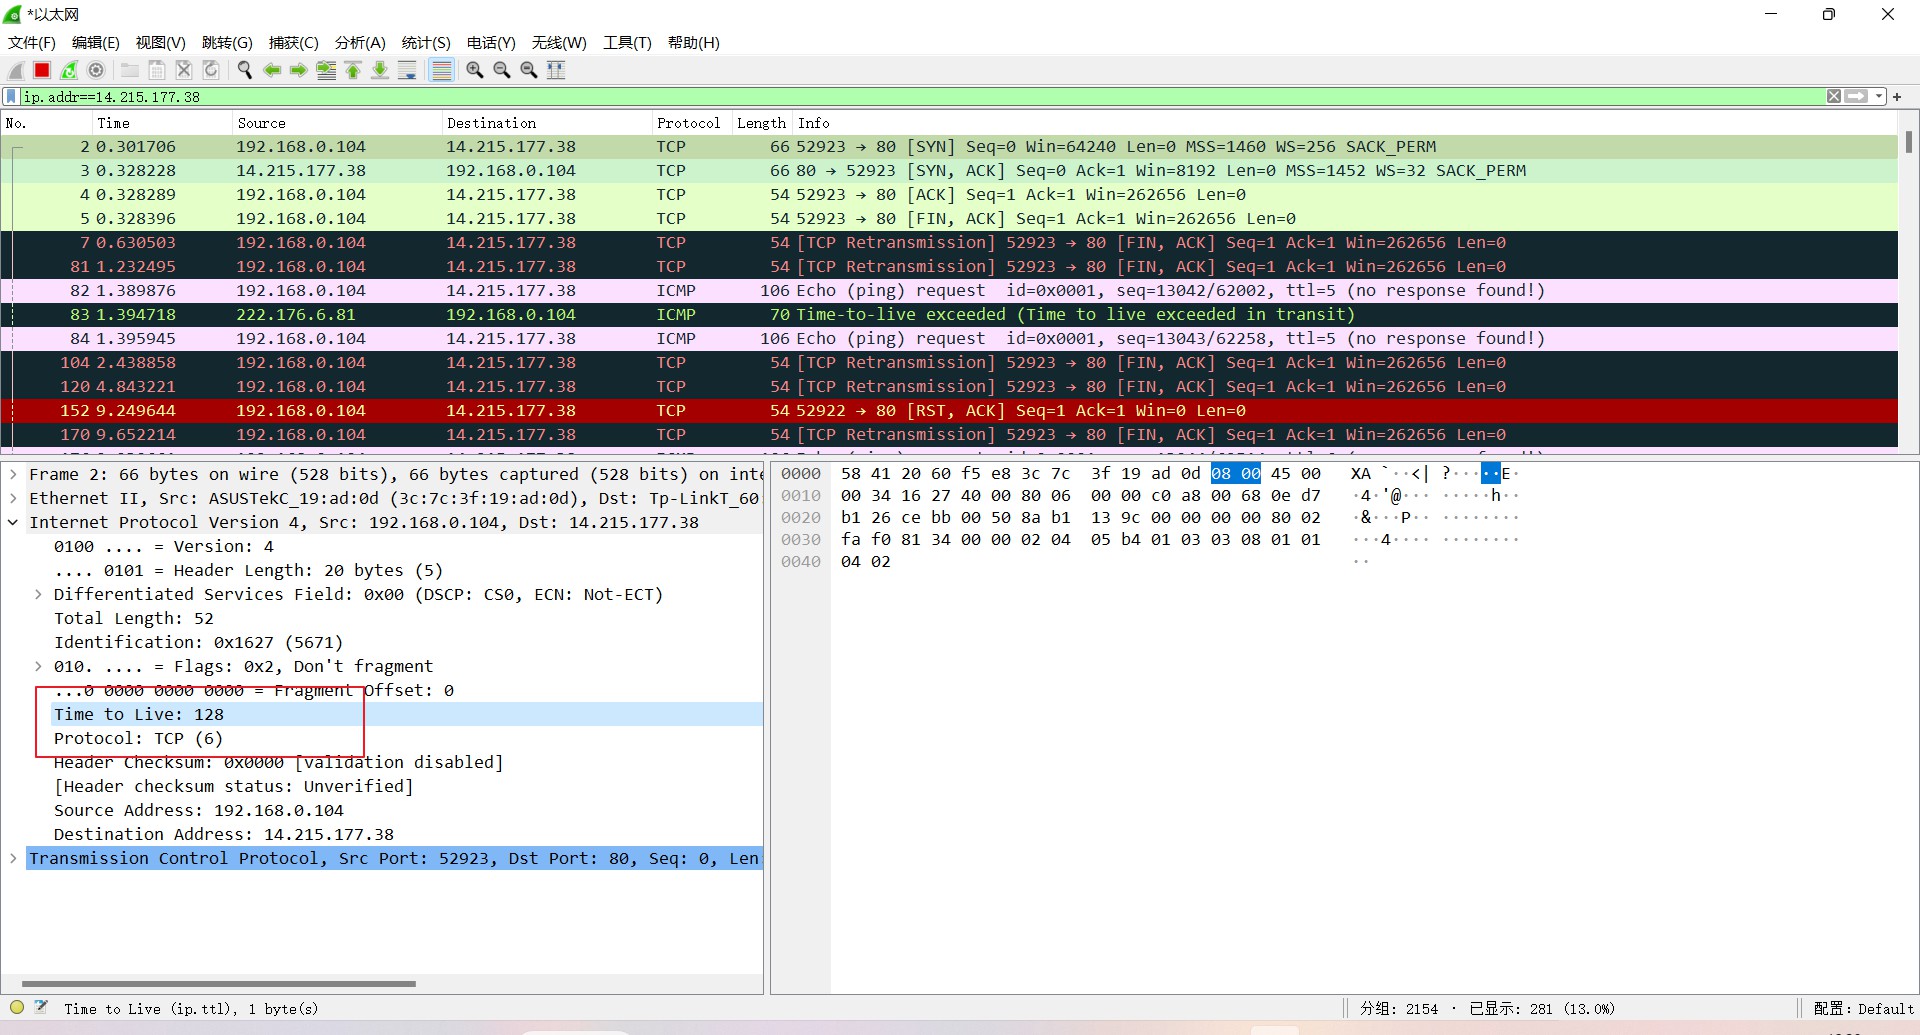 *以太网
文件(F) 编辑(E) 视图(V) 跳转(G) 捕获(C) 分析(A) 统计(S) 电话(Y) 无线(W) 工具(T) 帮助(H)
ip.addr==14.215.177.38
No. Time Source Destination Protocol Length Info
2 0.301706 192.168.0.104 14.215.177.38 TCP 66 52923 → 80 [SYN] Seq=0 Win=64240 Len=0 MSS=1460 WS=256 SACK_PERM
3 0.328228 14.215.177.38 192.168.0.104 TCP 66 80 → 52923 [SYN, ACK] Seq=0 Ack=1 Win=8192 Len=0 MSS=1452 WS=32 SACK_PERM
4 0.328289 192.168.0.104 14.215.177.38 TCP 54 52923 → 80 [ACK] Seq=1 Ack=1 Win=262656 Len=0
5 0.328396 192.168.0.104 14.215.177.38 TCP 54 52923 → 80 [FIN, ACK] Seq=1 Ack=1 Win=262656 Len=0
7 0.630503 192.168.0.104 14.215.177.38 TCP 54 [TCP Retransmission] 52923 → 80 [FIN, ACK] Seq=1 Ack=1 Win=262656 Len=0
81 1.232495 192.168.0.104 14.215.177.38 TCP 54 [TCP Retransmission] 52923 → 80 [FIN, ACK] Seq=1 Ack=1 Win=262656 Len=0
82 1.389876 192.168.0.104 14.215.177.38 ICMP 106 Echo (ping) request id=0x0001, seq=13042/62002, ttl=5 (no response found!)
83 1.394718 222.176.6.81 192.168.0.104 ICMP 70 Time-to-live exceeded (Time to live exceeded in transit)
84 1.395945 192.168.0.104 14.215.177.38 ICMP 106 Echo (ping) request id=0x0001, seq=13043/62258, ttl=5 (no response found!)
104 2.438858 192.168.0.104 14.215.177.38 TCP 54 [TCP Retransmission] 52923 → 80 [FIN, ACK] Seq=1 Ack=1 Win=262656 Len=0
120 4.843221 192.168.0.104 14.215.177.38 TCP 54 [TCP Retransmission] 52923 → 80 [FIN, ACK] Seq=1 Ack=1 Win=262656 Len=0
152 9.249644 192.168.0.104 14.215.177.38 TCP 54 52922 → 80 [RST, ACK] Seq=1 Ack=1 Win=0 Len=0
170 9.652214 192.168.0.104 14.215.177.38 TCP 54 [TCP Retransmission] 52923 → 80 [FIN, ACK] Seq=1 Ack=1 Win=262656 Len=0
Frame 2: 66 bytes on wire (528 bits), 66 bytes captured (528 bits) on inte
Ethernet II, Src: ASUSTekC_19:ad:0d (3c:7c:3f:19:ad:0d), Dst: Tp-LinkT_60:
Internet Protocol Version 4, Src: 192.168.0.104, Dst: 14.215.177.38
0100 .... = Version: 4
.... 0101 = Header Length: 20 bytes (5)
Differentiated Services Field: 0x00 (DSCP: CS0, ECN: Not-ECT)
Total Length: 52
Identification: 0x1627 (5671)
010. .... = Flags: 0x2, Don't fragment
...0 0000 0000 0000 = Fragment Offset: 0
Time to Live: 128
Protocol: TCP (6)
Header Checksum: 0x0000 [validation disabled]
[Header checksum status: Unverified]
Source Address: 192.168.0.104
Destination Address: 14.215.177.38
Transmission Control Protocol, Src Port: 52923, Dst Port: 80, Seq: 0, Len:
0000 58 41 20 60 f5 e8 3c 7c 3f 19 ad 0d 08 00 45 00 XA `··<| ?·····E·
0010 00 34 16 27 40 00 80 06 00 00 c0 a8 00 68 0e d7 ·4·'@··· ·····h··
0020 b1 26 ce bb 00 50 8a b1 13 9c 00 00 00 00 80 02 ·&···P·· ········
0030 fa f0 81 34 00 00 02 04 05 b4 01 03 03 08 01 01 ···4···· ········
0040 04 02 ··
Time to Live (ip.ttl), 1 byte(s)
分组: 2154 · 已显示: 281 (13.0%)
配置: Default